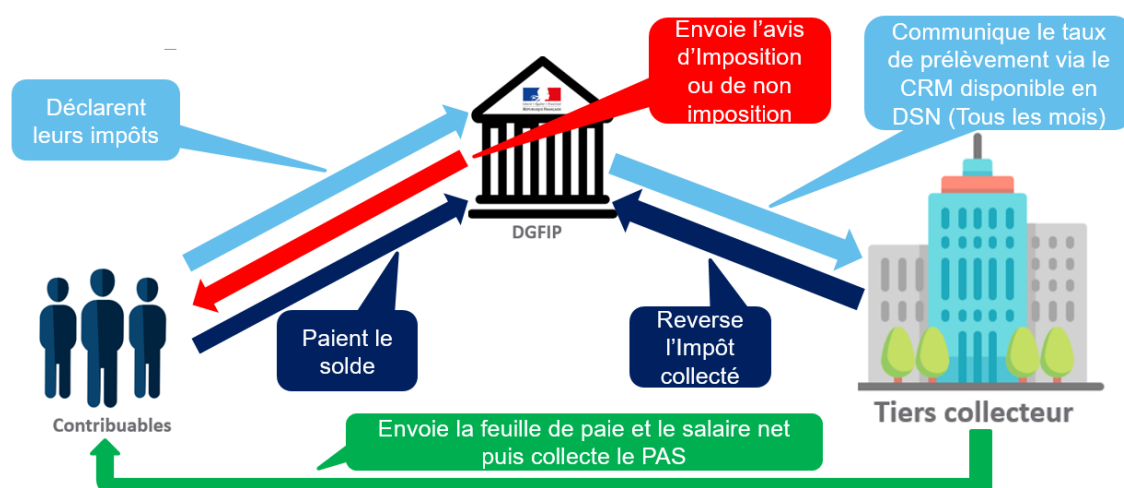 Envoie l'avis
d'Imposition
ou de non
imposition
Communique le taux
de prélèvement via le
CRM disponible en
DSN (Tous les mois)
Déclarent
leurs impôts
RÉPUBLIQUE FRANÇAISE
DGFIP
Paient le
solde
Reverse
l'Impôt
collecté
Contribuables
Tiers collecteur
Envoie la feuille de paie et le salaire net
puis collecte le PAS